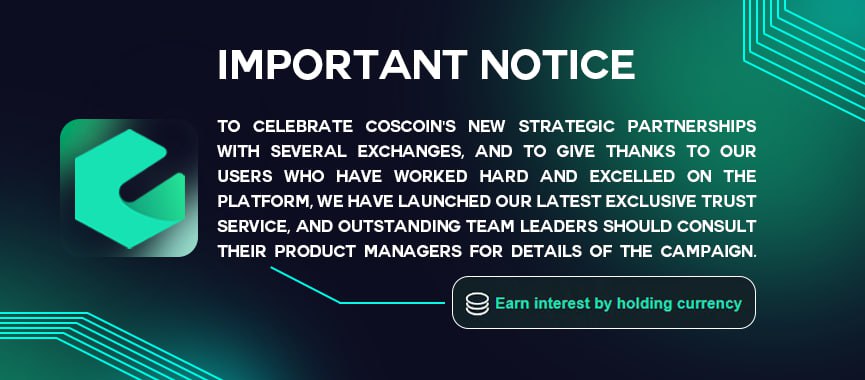 IMPORTANT NOTICE
TO CELEBRATE COSCOIN'S NEW STRATEGIC PARTNERSHIPS
WITH SEVERAL EXCHANGES, AND TO GIVE THANKS TO OUR
USERS WHO HAVE WORKED HARD AND EXCELLED ON THE
PLATFORM, WE HAVE LAUNCHED OUR LATEST EXCLUSIVE TRUST
SERVICE, AND OUTSTANDING TEAM LEADERS SHOULD CONSULT
THEIR PRODUCT MANAGERS FOR DETAILS OF THE CAMPAIGN.
Earn interest by holding currency